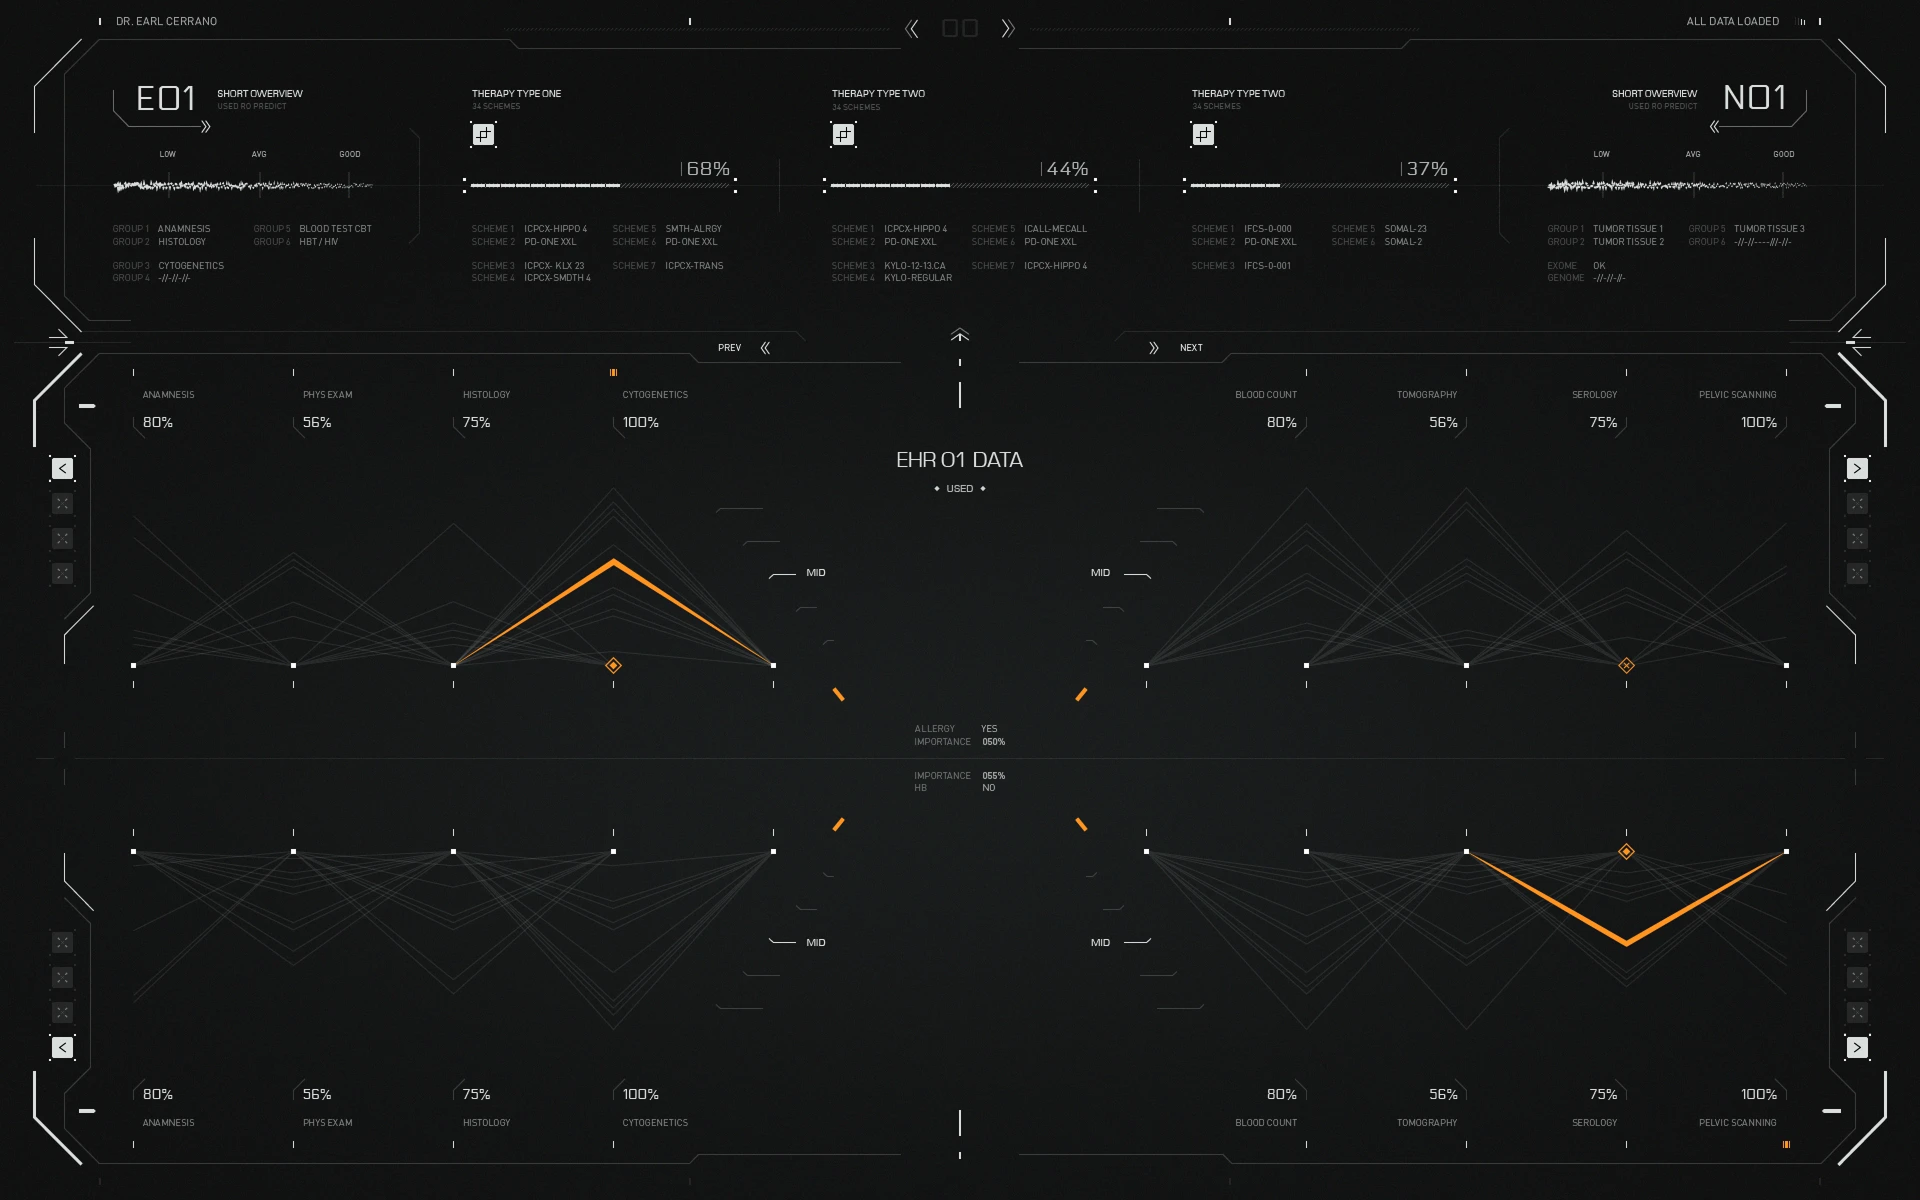 DR. EARL CERRANO
ALL DATA LOADED
E01
SHORT OWERVIEW
USED RO PREDICT
LOW AVG GOOD
GROUP 1 ANAMNESIS
GROUP 2 HISTOLOGY
GROUP 3 CYTOGENETICS
GROUP 4 -//-//-//-
GROUP 5 BLOOD TEST CBT
GROUP 6 HBT / HIV
THERAPY TYPE ONE
34 SCHEMES
68%
SCHEME 1 ICPCX-HIPPO 4
SCHEME 2 PD-ONE XXL
SCHEME 3 ICPCX- KLX 23
SCHEME 4 ICPCX-SMDTH 4
SCHEME 5 SMTH-ALRGY
SCHEME 6 PD-ONE XXL
SCHEME 7 ICPCX-TRANS
THERAPY TYPE TWO
34 SCHEMES
44%
SCHEME 1 ICPCX-HIPPO 4
SCHEME 2 PD-ONE XXL
SCHEME 3 KYLO-12-13.CA
SCHEME 4 KYLO-REGULAR
SCHEME 5 ICALL-MECALL
SCHEME 6 PD-ONE XXL
SCHEME 7 ICPCX-HIPPO 4
THERAPY TYPE TWO
34 SCHEMES
37%
SCHEME 1 IFCS-0-000
SCHEME 2 PD-ONE XXL
SCHEME 3 IFCS-0-001
SCHEME 5 SOMAL-23
SCHEME 6 SOMAL-2
SHORT OWERVIEW
USED RO PREDICT
N01
LOW AVG GOOD
GROUP 1 TUMOR TISSUE 1
GROUP 2 TUMOR TISSUE 2
EXOME OK
GENOME -//-//-//-
GROUP 5 TUMOR TISSUE 3
GROUP 6 -//-//----///-//-
PREV
NEXT
ANAMNESIS PHYS EXAM HISTOLOGY CYTOGENETICS
80% 56% 75% 100%
BLOOD COUNT TOMOGRAPHY SEROLOGY PELVIC SCANNING
80% 56% 75% 100%
EHR 01 DATA
USED
MID
MID
ALLERGY YES
IMPORTANCE 050%
IMPORTANCE 055%
HB NO
MID
MID
80% 56% 75% 100%
ANAMNESIS PHYS EXAM HISTOLOGY CYTOGENETICS
80% 56% 75% 100%
BLOOD COUNT TOMOGRAPHY SEROLOGY PELVIC SCANNING